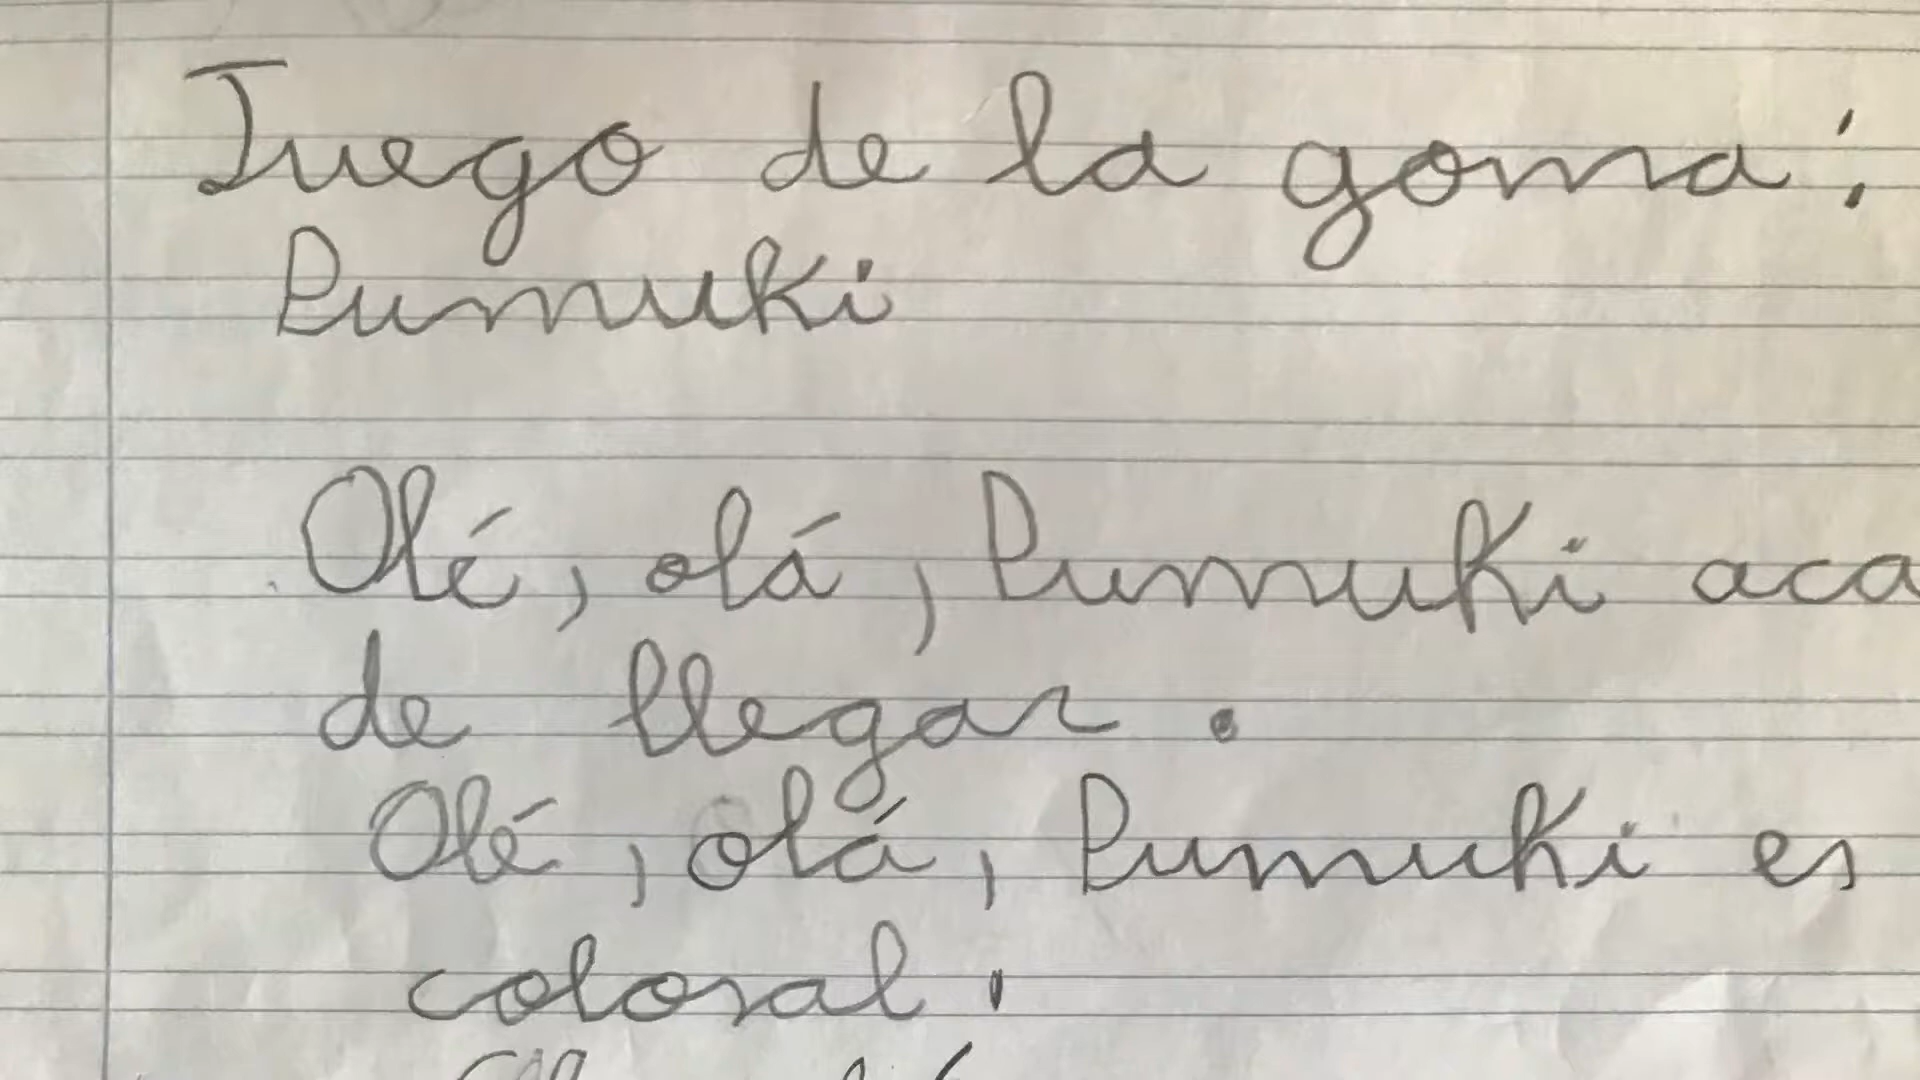 Juego de la goma:
Pumuki
Olé, olá, Pumuki aca
de llegar.
Olé, olá, Pumuki es
colosal.